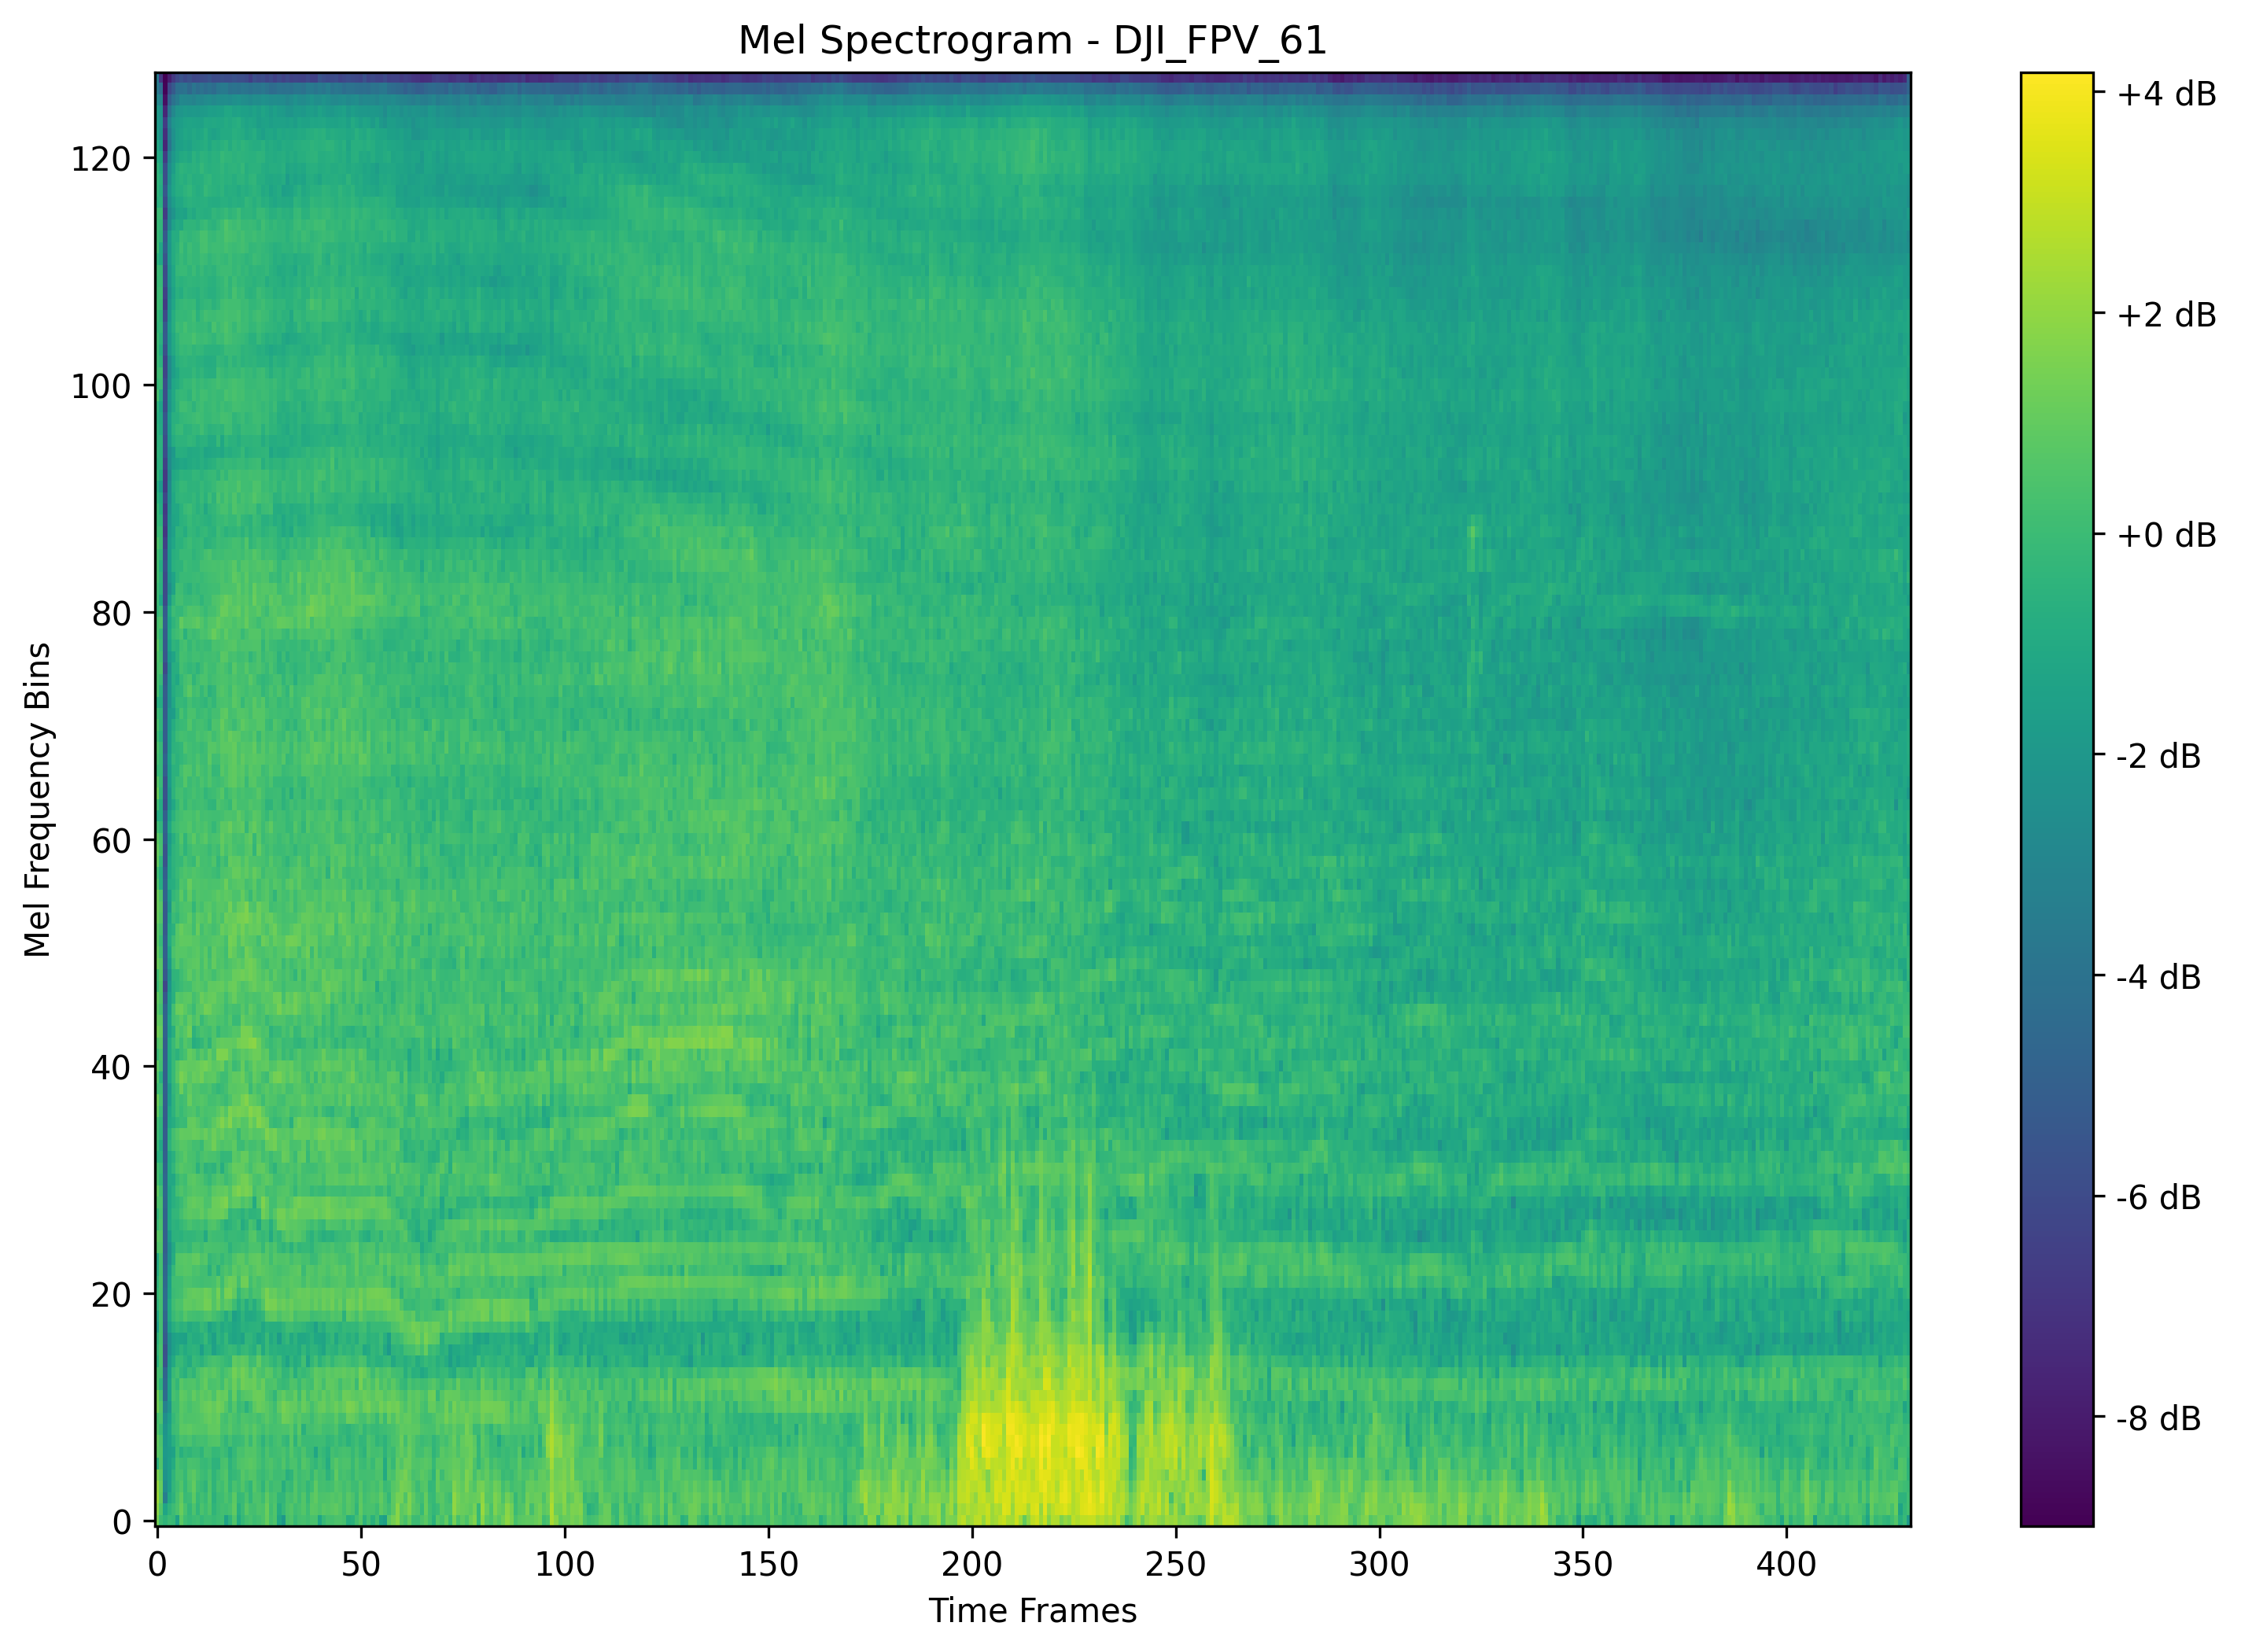 Mel Spectrogram - DJI_FPV_61
+4 dB
+2 dB
+0 dB
-2 dB
-4 dB
-6 dB
-8 dB
120
100
80
60
40
20
0
Mel Frequency Bins
0 50 100 150 200 250 300 350 400
Time Frames